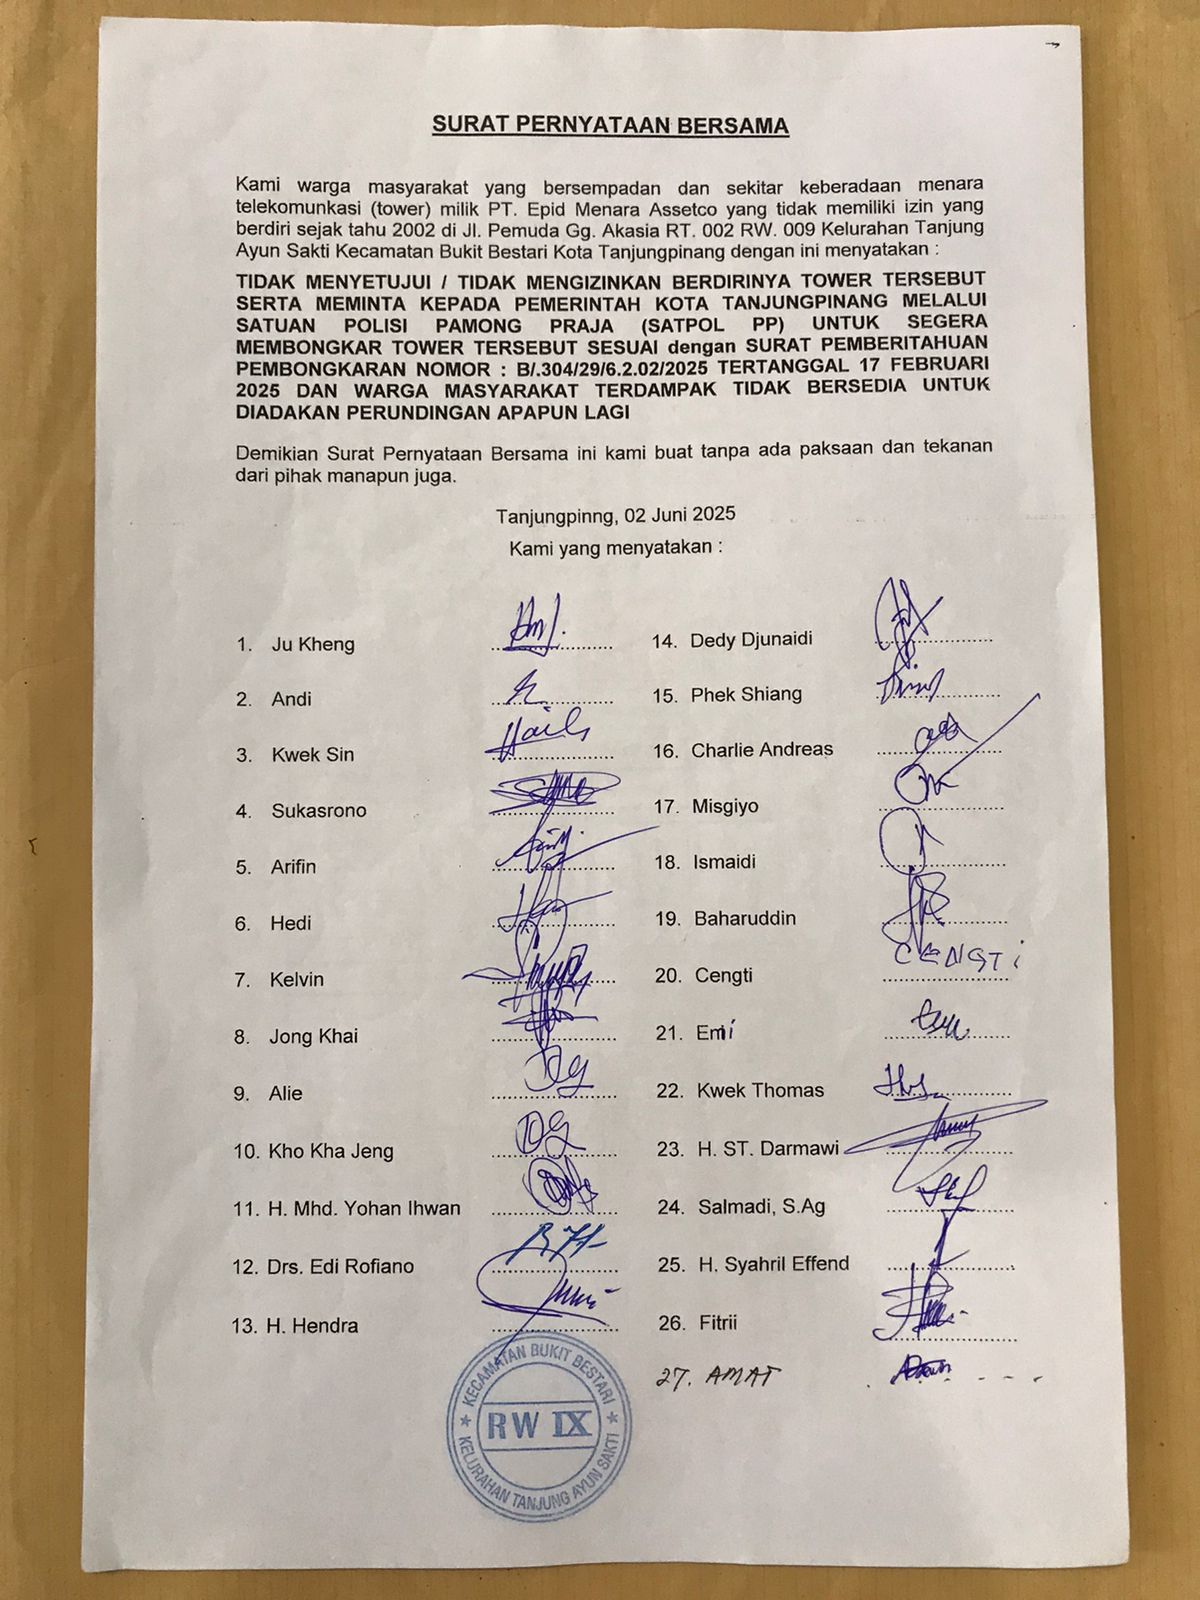 SURAT PERNYATAAN BERSAMA
Kami warga masyarakat yang bersempadan dan sekitar keberadaan menara
telekomunkasi (tower) milik PT. Epid Menara Assetco yang tidak memiliki izin yang
berdiri sejak tahu 2002 di Jl. Pemuda Gg. Akasia RT. 002 RW. 009 Kelurahan Tanjung
Ayun Sakti Kecamatan Bukit Bestari Kota Tanjungpinang dengan ini menyatakan :
TIDAK MENYETUJUI / TIDAK MENGIZINKAN BERDIRINYA TOWER TERSEBUT
SERTA MEMINTA KEPADA PEMERINTAH KOTA TANJUNGPINANG MELALUI
SATUAN POLISI PAMONG PRAJA (SATPOL PP) UNTUK SEGERA
MEMBONGKAR TOWER TERSEBUT SESUAI dengan SURAT PEMBERITAHUAN
PEMBONGKARAN NOMOR : B/.304/29/6.2.02/2025 TERTANGGAL 17 FEBRUARI
2025 DAN WARGA MASYARAKAT TERDAMPAK TIDAK BERSEDIA UNTUK
DIADAKAN PERUNDINGAN APAPUN LAGI
Demikian Surat Pernyataan Bersama ini kami buat tanpa ada paksaan dan tekanan
dari pihak manapun juga.
Tanjungpinng, 02 Juni 2025
Kami yang menyatakan :
1. Ju Kheng
2. Andi
3. Kwek Sin
4. Sukasrono
5. Arifin
6. Hedi
7. Kelvin
8. Jong Khai
9. Alie
10. Kho Kha Jeng
11. H. Mhd. Yohan Ihwan
12. Drs. Edi Rofiano
13. H. Hendra
14. Dedy Djunaidi
15. Phek Shiang
16. Charlie Andreas
17. Misgiyo
18. Ismaidi
19. Baharuddin
20. Cengti CENGTi
21. Emi
22. Kwek Thomas
23. H. ST. Darmawi
24. Salmadi, S.Ag
25. H. Syahril Effend
26. Fitrii
27. AMAT
KECAMATAN BUKIT BESTARI
RW IX
KELURAHAN TANJUNG AYUN SAKTI